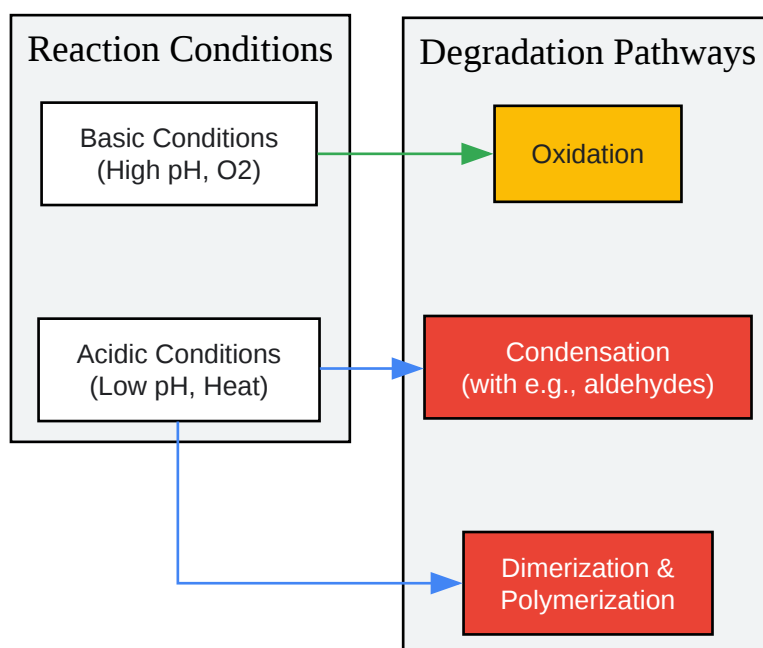 Reaction Conditions
Basic Conditions
(High pH, O2)
Acidic Conditions
(Low pH, Heat)
Degradation Pathways
Oxidation
Condensation
(with e.g., aldehydes)
Dimerization &
Polymerization